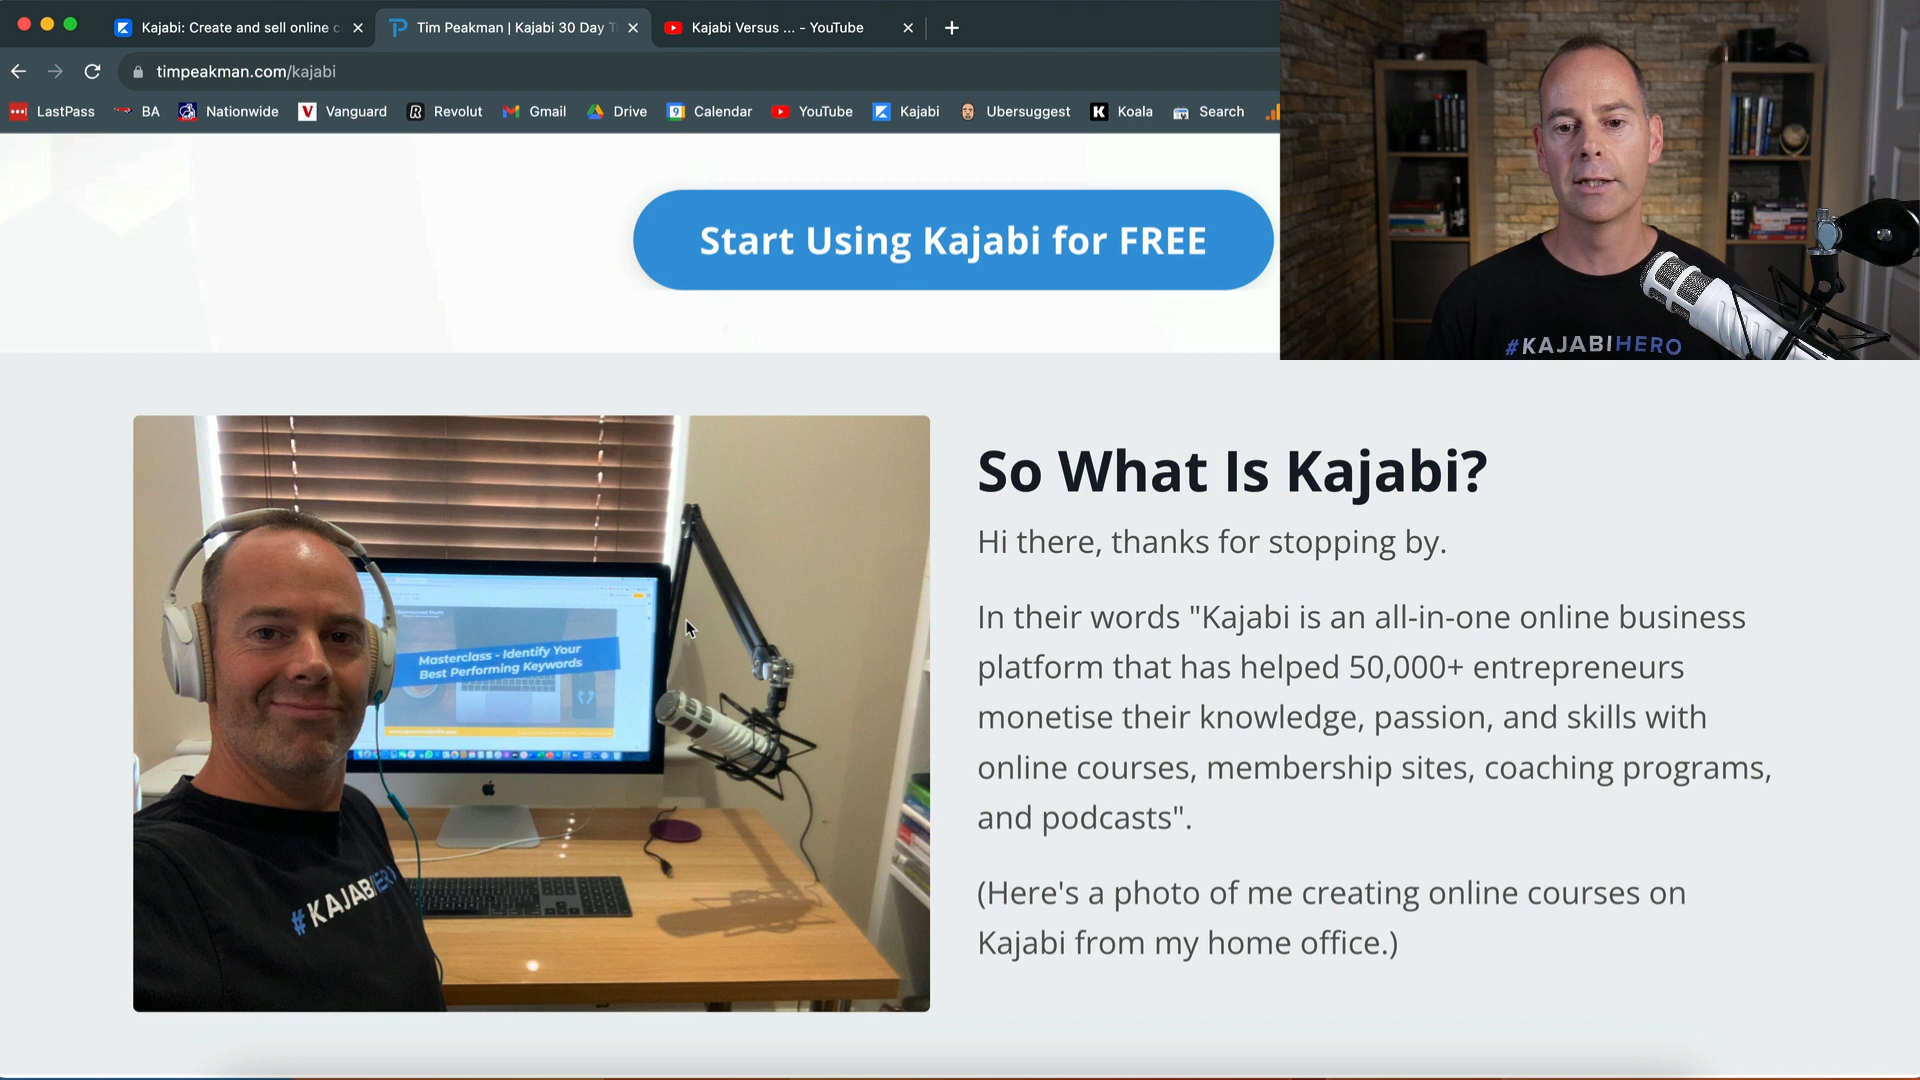 Kajabi: Create and sell online c
Tim Peakman | Kajabi 30 Day T
Kajabi Versus ... - YouTube
timpeakman.com/kajabi
LastPass
BA
Nationwide
Vanguard
Revolut
Gmail
Drive
Calendar
YouTube
Kajabi
Ubersuggest
Koala
Search
Start Using Kajabi for FREE
#KAJABIHERO
Masterclass - Identify Your
Best Performing Keywords
#KAJABIHERO
So What Is Kajabi?
Hi there, thanks for stopping by.
In their words "Kajabi is an all-in-one online business
platform that has helped 50,000+ entrepreneurs
monetise their knowledge, passion, and skills with
online courses, membership sites, coaching programs,
and podcasts".
(Here's a photo of me creating online courses on
Kajabi from my home office.)